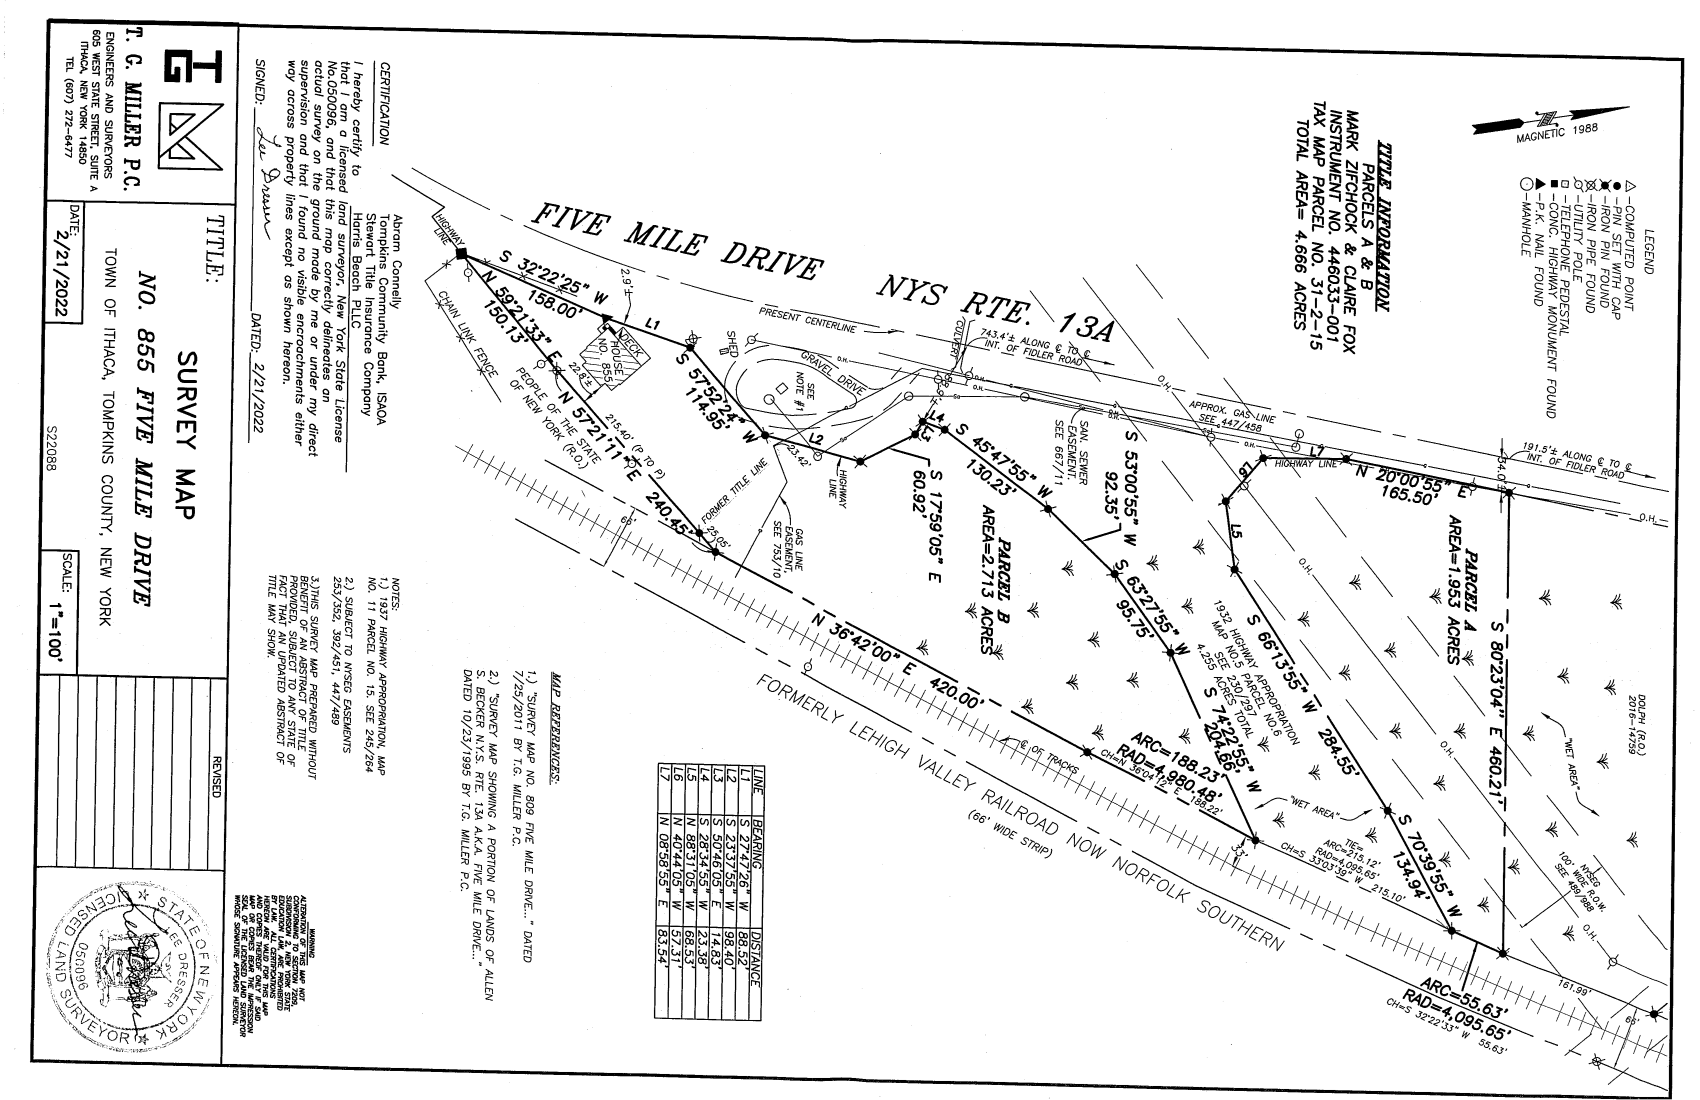 LEGEND
△ —COMPUTED POINT
● —PIN SET WITH CAP
—IRON PIN FOUND
—IRON PIPE FOUND
—UTILITY POLE
—TELEPHONE PEDESTAL
■ —CONC. HIGHWAY MONUMENT FOUND
▲ —P.K. NAIL FOUND
○ —MANHOLE
MAGNETIC 1988
TITLE INFORMATION
PARCELS A & B
MARK ZIFCHOCK & CLAIRE FOX
INSTRUMENT NO. 446033-001
TAX MAP PARCEL NO. 31-2-15
TOTAL AREA= 4.666 ACRES
FIVE MILE DRIVE NYS RTE. 13A
PRESENT CENTERLINE
743.4'± ALONG ℄ TO ℄
INT. OF FIDLER ROAD
191.5'± ALONG ℄ TO ℄
INT. OF FIDLER ROAD
APPROX. GAS LINE
SEE 447/458
CULVERT
GRAVEL DRIVE
SHED
SEE
NOTE #1
SAN. SEWER
EASEMENT.
SEE 667/11
HIGHWAY LINE
L7
N 20°00'55" E
165.50'
34.0'±
O.H.
O.H.
O.H.
O.H.
O.H.
O.H.
O.H.
HIGHWAY
LINE
S 32°22'25" W
158.00'
2.9'±
L1
DECK
HOUSE
NO. 855
22.8'±
N 59°21'33" E
150.13'
CHAIN LINK FENCE
PEOPLE OF THE STATE
OF NEW YORK (R.O.)
N 57°21'11" E 240.45'
215.40' (P TO P)
25.05'
S 57°52'24" W
114.95'
L2
23.42'
HIGHWAY
LINE
FORMER TITLE LINE
GAS LINE
EASEMENT,
SEE 753/10
L3
L4
S 17°59'05" E
60.92'
S 45°47'55" W
130.23'
S 53°00'55" W
92.35'
S 63°27'55" W
95.75'
S 74°22'55" W
204.66'
PARCEL B
AREA=2.713 ACRES
PARCEL A
AREA=1.953 ACRES
L6
L5
S 66°13'55" W 284.55'
S 70°39'55" W
134.94'
S 80°23'04" E 460.21'
1932 HIGHWAY APPROPRIATION
MAP NO.5 PARCEL NO.6
SEE 230/297
4.255 ACRES TOTAL
DOLPH (R.O.)
2016-14759
"WET AREA"
"WET AREA"
NYSEG
100' WIDE R.O.W.
SEE 489/988
N 36°42'00" E 420.00'
ARC=188.23'
RAD=4,980.48'
CH=N 36°04'12" E 188.22'
℄ OF TRACKS
66'
33'
TIE=
ARC=215.12'
RAD=4,095.65'
CH=S 33°03'39" W 215.10'
161.99'
66'
ARC=55.63'
RAD=4,095.65'
CH=S 32°22'33" W 55.63'
FORMERLY LEHIGH VALLEY RAILROAD NOW NORFOLK SOUTHERN
(66' WIDE STRIP)
LINE BEARING DISTANCE
L1 S 27°47'26" W 88.52'
L2 S 23°37'55" W 98.40'
L3 S 50°46'05" E 14.83'
L4 S 28°34'55" W 23.38'
L5 N 88°31'05" W 68.53'
L6 N 40°44'05" W 57.31'
L7 N 08°58'55" E 83.54'
MAP REFERENCES:
1.) "SURVEY MAP NO. 809 FIVE MILE DRIVE..." DATED
7/25/2011 BY T.G. MILLER P.C.
2.) "SURVEY MAP SHOWING A PORTION OF LANDS OF ALLEN
S. BECKER N.Y.S. RTE. 13A A.K.A. FIVE MILE DRIVE..."
DATED 10/23/1995 BY T.G. MILLER P.C.
NOTES:
1.) 1937 HIGHWAY APPROPRIATION, MAP
NO. 11 PARCEL NO. 15. SEE 245/264
2.) SUBJECT TO NYSEG EASEMENTS
253/352, 392/451, 447/489
3.)THIS SURVEY MAP PREPARED WITHOUT
BENEFIT OF AN ABSTRACT OF TITLE
PROVIDED, SUBJECT TO ANY STATE OF
FACT THAT AN UPDATED ABSTRACT OF
TITLE MAY SHOW.
CERTIFICATION
Abram Connelly
Tompkins Community Bank, ISAOA
Stewart Title Insurance Company
I hereby certify to Harris Beach PLLC
that I am a licensed land surveyor, New York State License
No.050096, and that this map correctly delineates an
actual survey on the ground made by me or under my direct
supervision and that I found no visible encroachments either
way across property lines except as shown hereon.
SIGNED: Lee Dresser DATED: 2/21/2022
WARNING
ALTERATION OF THIS MAP NOT
CONFORMING TO SECTION 7209,
SUBDIVISION 2, NEW YORK STATE
EDUCATION LAW, ARE PROHIBITED
BY LAW. ALL CERTIFICATIONS
HEREON ARE VALID FOR THIS MAP
AND COPIES THEREOF ONLY IF SAID
MAP OR COPIES BEAR THE IMPRESSION
SEAL OF THE LICENSED LAND SURVEYOR
WHOSE SIGNATURE APPEARS HEREON.
TG
T. G. MILLER P.C.
ENGINEERS AND SURVEYORS
605 WEST STATE STREET, SUITE A
ITHACA, NEW YORK 14850
TEL (607) 272-6477
TITLE:
SURVEY MAP
NO. 855 FIVE MILE DRIVE
TOWN OF ITHACA, TOMPKINS COUNTY, NEW YORK
DATE:
2/21/2022
S22088
SCALE:
1"=100'
REVISED
STATE OF NEW YORK
LEE DRESSER
050096
LICENSED LAND SURVEYOR